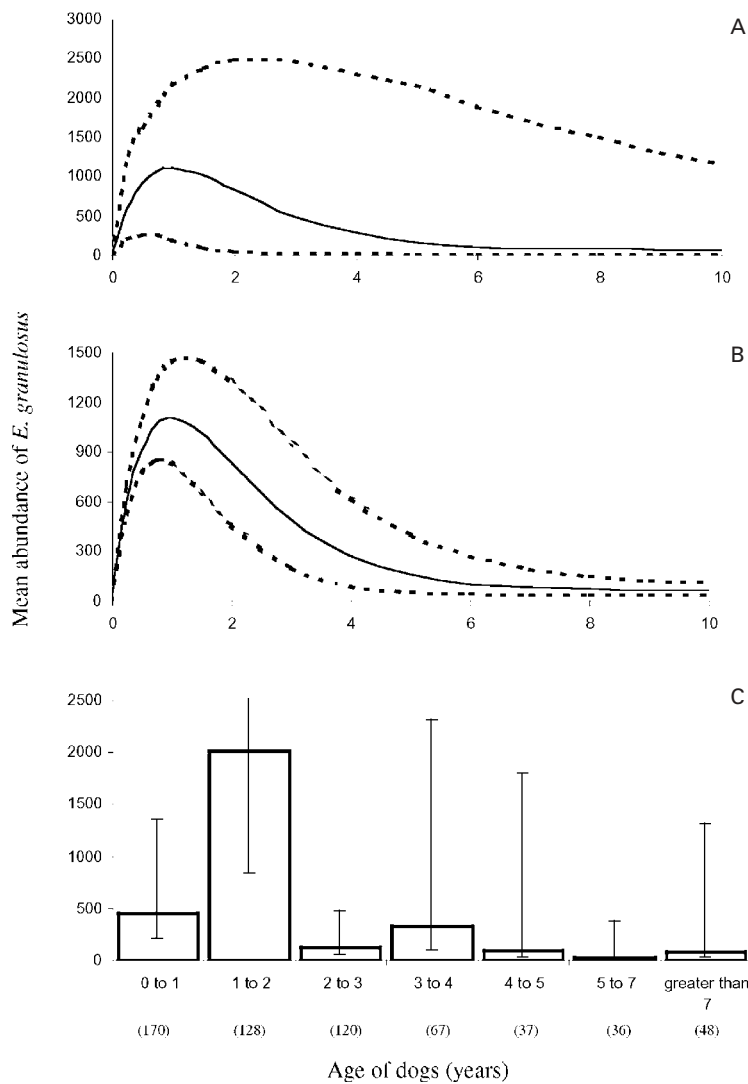 A
3000
2500
2000
1500
1000
500
0
0 2 4 6 8 10
B
1500
1200
900
600
300
0
0 2 4 6 8 10
Mean abundance of E. granulosus
C
2500
2000
1500
1000
500
0
0 to 1 1 to 2 2 to 3 3 to 4 4 to 5 5 to 7 greater than
7
(170) (128) (120) (67) (37) (36) (48)
Age of dogs (years)